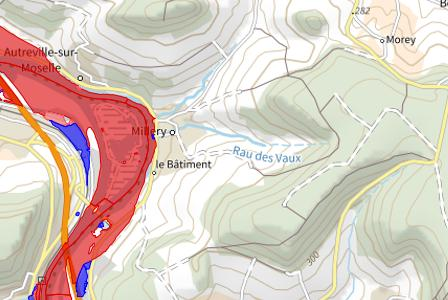 282
Morey
Autreville-sur-
Moselle
Millery
le Bâtiment
Rau des Vaux
300